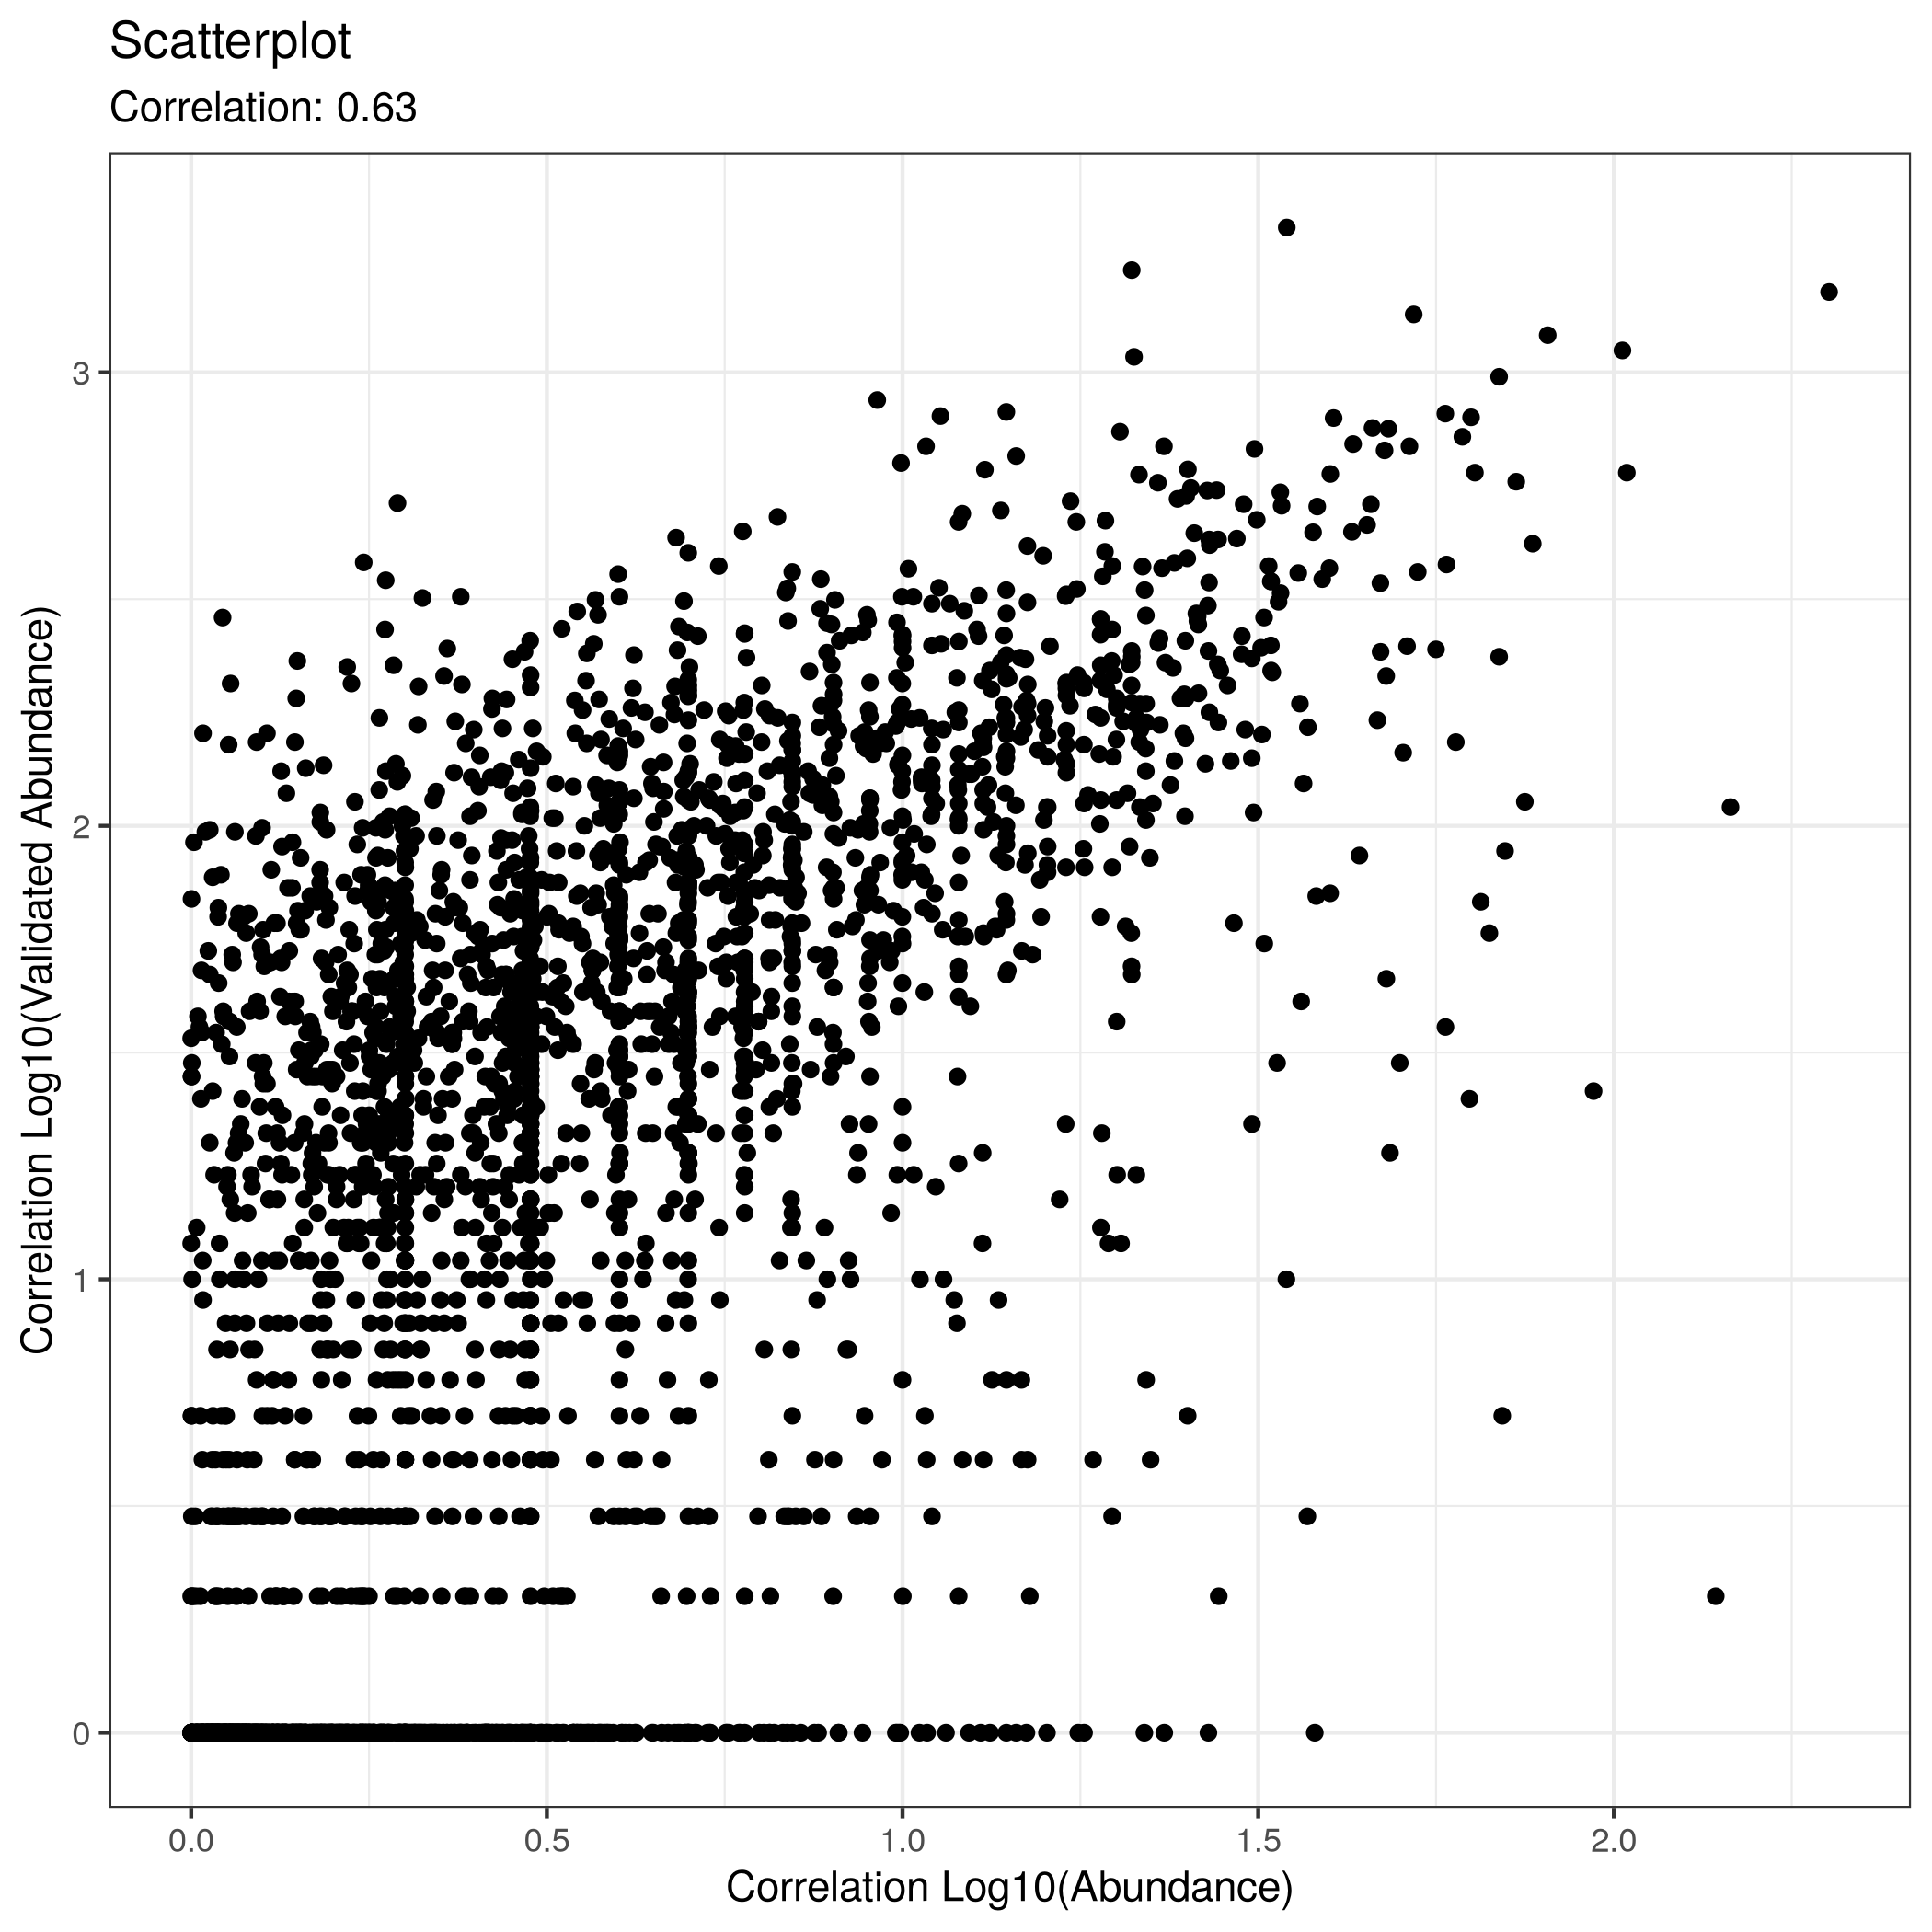 Scatterplot
Correlation: 0.63
3
2
1
0
Correlation Log10(Validated Abundance)
0.0 0.5 1.0 1.5 2.0
Correlation Log10(Abundance)